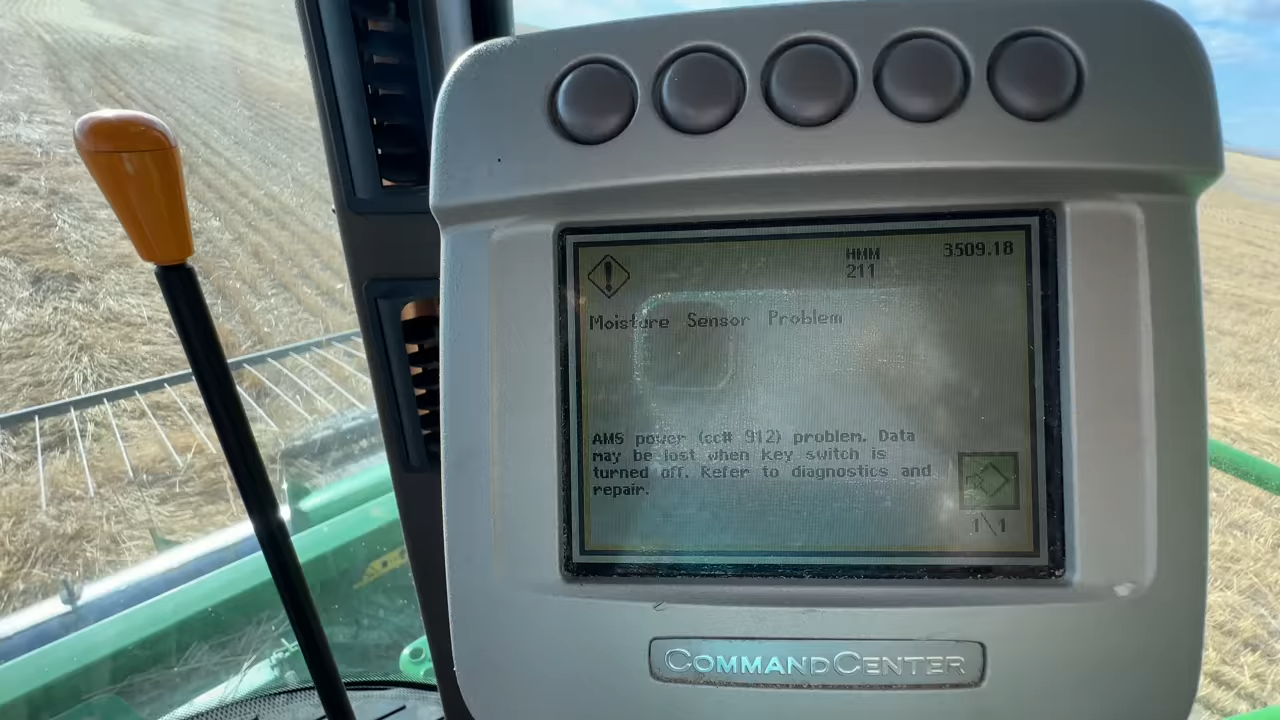 HMM 3509.18
211
Moisture Sensor Problem
AMS power (cc# 912) problem. Data
may be lost when key switch is
turned off. Refer to diagnostics and
repair.
1\1
COMMANDCENTER